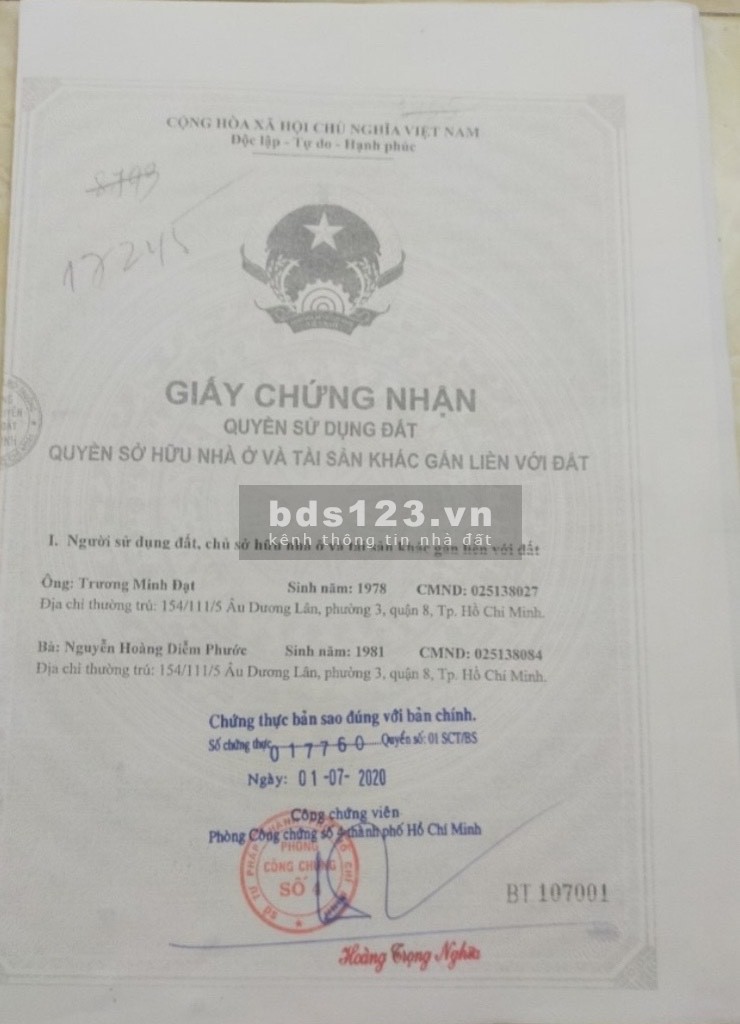 CỘNG HÒA XÃ HỘI CHỦ NGHĨA VIỆT NAM
Độc lập - Tự do - Hạnh phúc
8793
17245
GIẤY CHỨNG NHẬN
QUYỀN SỬ DỤNG ĐẤT
QUYỀN SỞ HỮU NHÀ Ở VÀ TÀI SẢN KHÁC GẮN LIỀN VỚI ĐẤT
bds123.vn
kênh thông tin nhà đất
I. Người sử dụng đất, chủ sở hữu nhà ở và tài sản khác gắn liền với đất
Ông: Trương Minh Đạt Sinh năm: 1978 CMND: 025138027
Địa chỉ thường trú: 154/111/5 Âu Dương Lân, phường 3, quận 8, Tp. Hồ Chí Minh.
Bà: Nguyễn Hoàng Diễm Phước Sinh năm: 1981 CMND: 025138084
Địa chỉ thường trú: 154/111/5 Âu Dương Lân, phường 3, quận 8, Tp. Hồ Chí Minh.
Chứng thực bản sao đúng với bản chính.
Số chứng thực 017760 Quyển số: 01 SCT/BS
Ngày: 01-07-2020
Công chứng viên
Phòng Công chứng số 4 thành phố Hồ Chí Minh
PHÒNG
CÔNG CHỨNG
SỐ 4
BT 107001
Hoàng Trọng Nghĩa